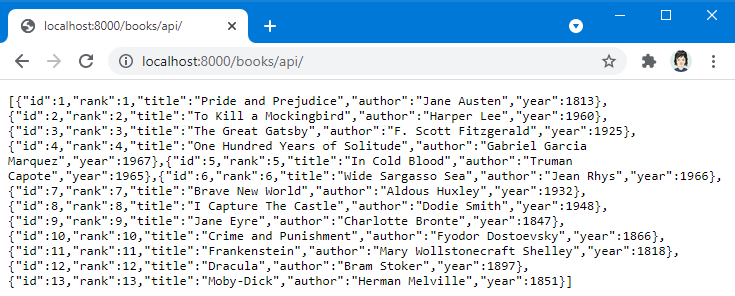 localhost:8000/books/api/
localhost:8000/books/api/
[{"id":1,"rank":1,"title":"Pride and Prejudice","author":"Jane Austen","year":1813},
{"id":2,"rank":2,"title":"To Kill a Mockingbird","author":"Harper Lee","year":1960},
{"id":3,"rank":3,"title":"The Great Gatsby","author":"F. Scott Fitzgerald","year":1925},
{"id":4,"rank":4,"title":"One Hundred Years of Solitude","author":"Gabriel Garcia
Marquez","year":1967},{"id":5,"rank":5,"title":"In Cold Blood","author":"Truman
Capote","year":1965},{"id":6,"rank":6,"title":"Wide Sargasso Sea","author":"Jean Rhys","year":1966},
{"id":7,"rank":7,"title":"Brave New World","author":"Aldous Huxley","year":1932},
{"id":8,"rank":8,"title":"I Capture The Castle","author":"Dodie Smith","year":1948},
{"id":9,"rank":9,"title":"Jane Eyre","author":"Charlotte Bronte","year":1847},
{"id":10,"rank":10,"title":"Crime and Punishment","author":"Fyodor Dostoevsky","year":1866},
{"id":11,"rank":11,"title":"Frankenstein","author":"Mary Wollstonecraft Shelley","year":1818},
{"id":12,"rank":12,"title":"Dracula","author":"Bram Stoker","year":1897},
{"id":13,"rank":13,"title":"Moby-Dick","author":"Herman Melville","year":1851}]